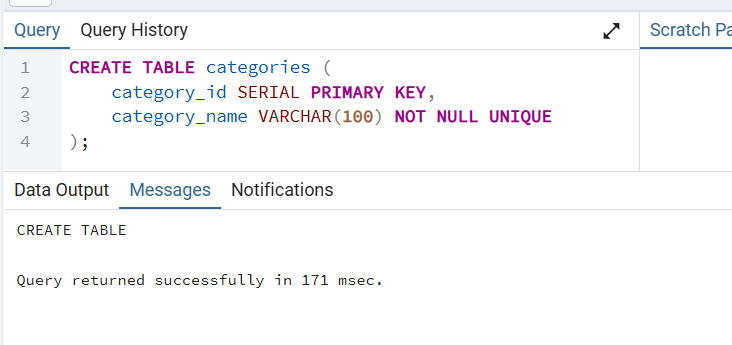 Query Query History Scratch Pa
1 CREATE TABLE categories (
2 category_id SERIAL PRIMARY KEY,
3 category_name VARCHAR(100) NOT NULL UNIQUE
4 );
Data Output Messages Notifications
CREATE TABLE
Query returned successfully in 171 msec.